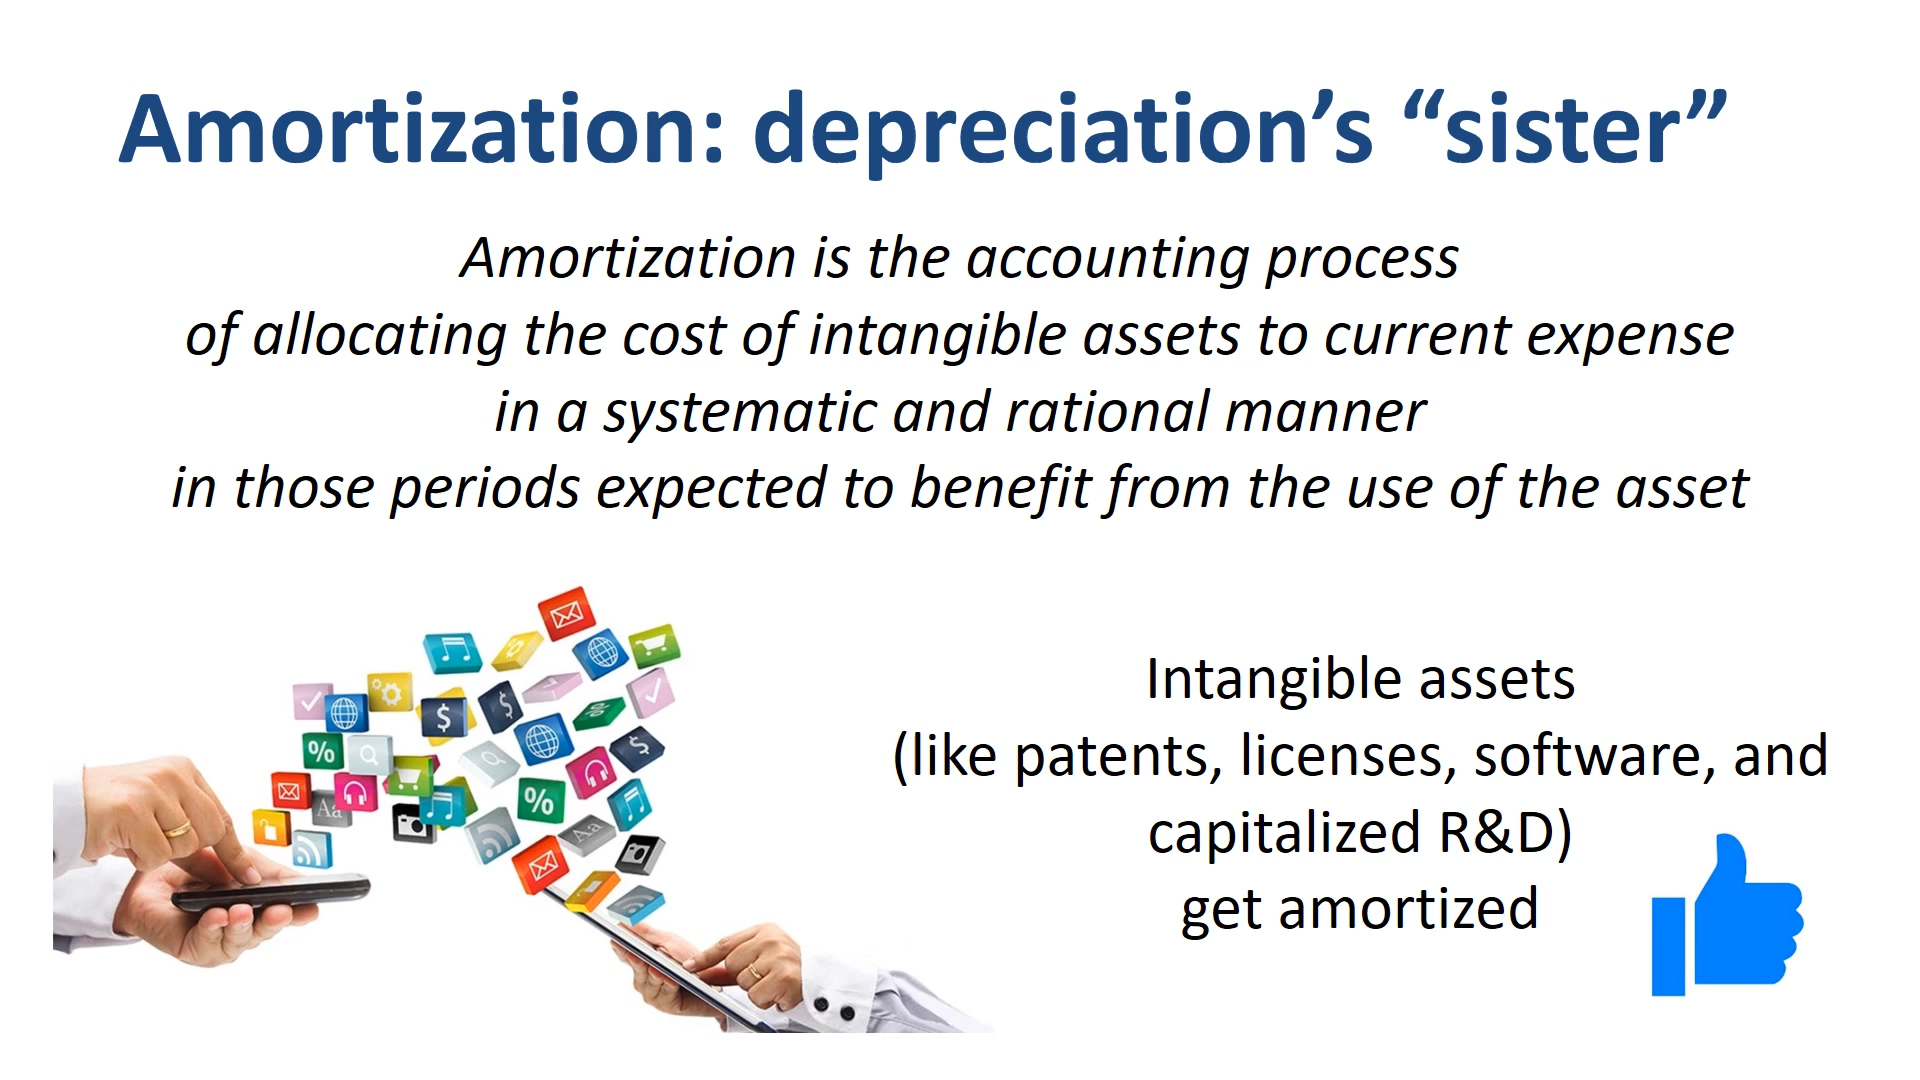 Amortization: depreciation’s “sister”
Amortization is the accounting process
of allocating the cost of intangible assets to current expense
in a systematic and rational manner
in those periods expected to benefit from the use of the asset
Intangible assets
(like patents, licenses, software, and
capitalized R&D)
get amortized
$
$
%
$
Aa
%
Aa